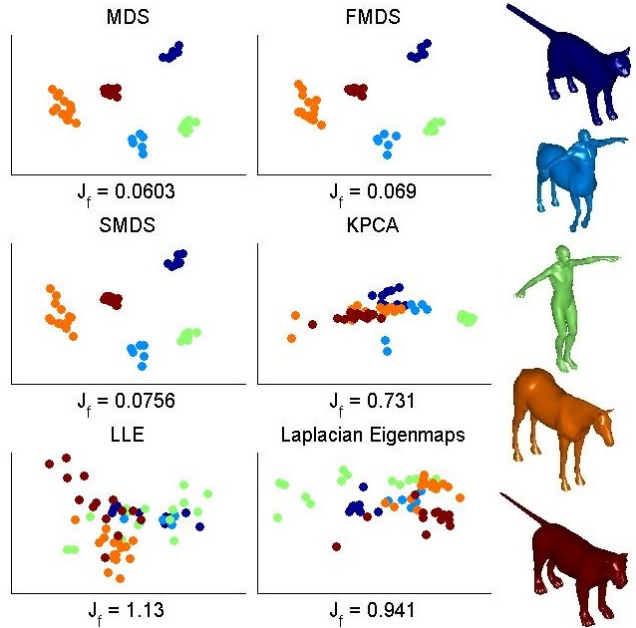 MDS
FMDS
J_f = 0.0603
J_f = 0.069
SMDS
KPCA
J_f = 0.0756
J_f = 0.731
LLE
Laplacian Eigenmaps
J_f = 1.13
J_f = 0.941